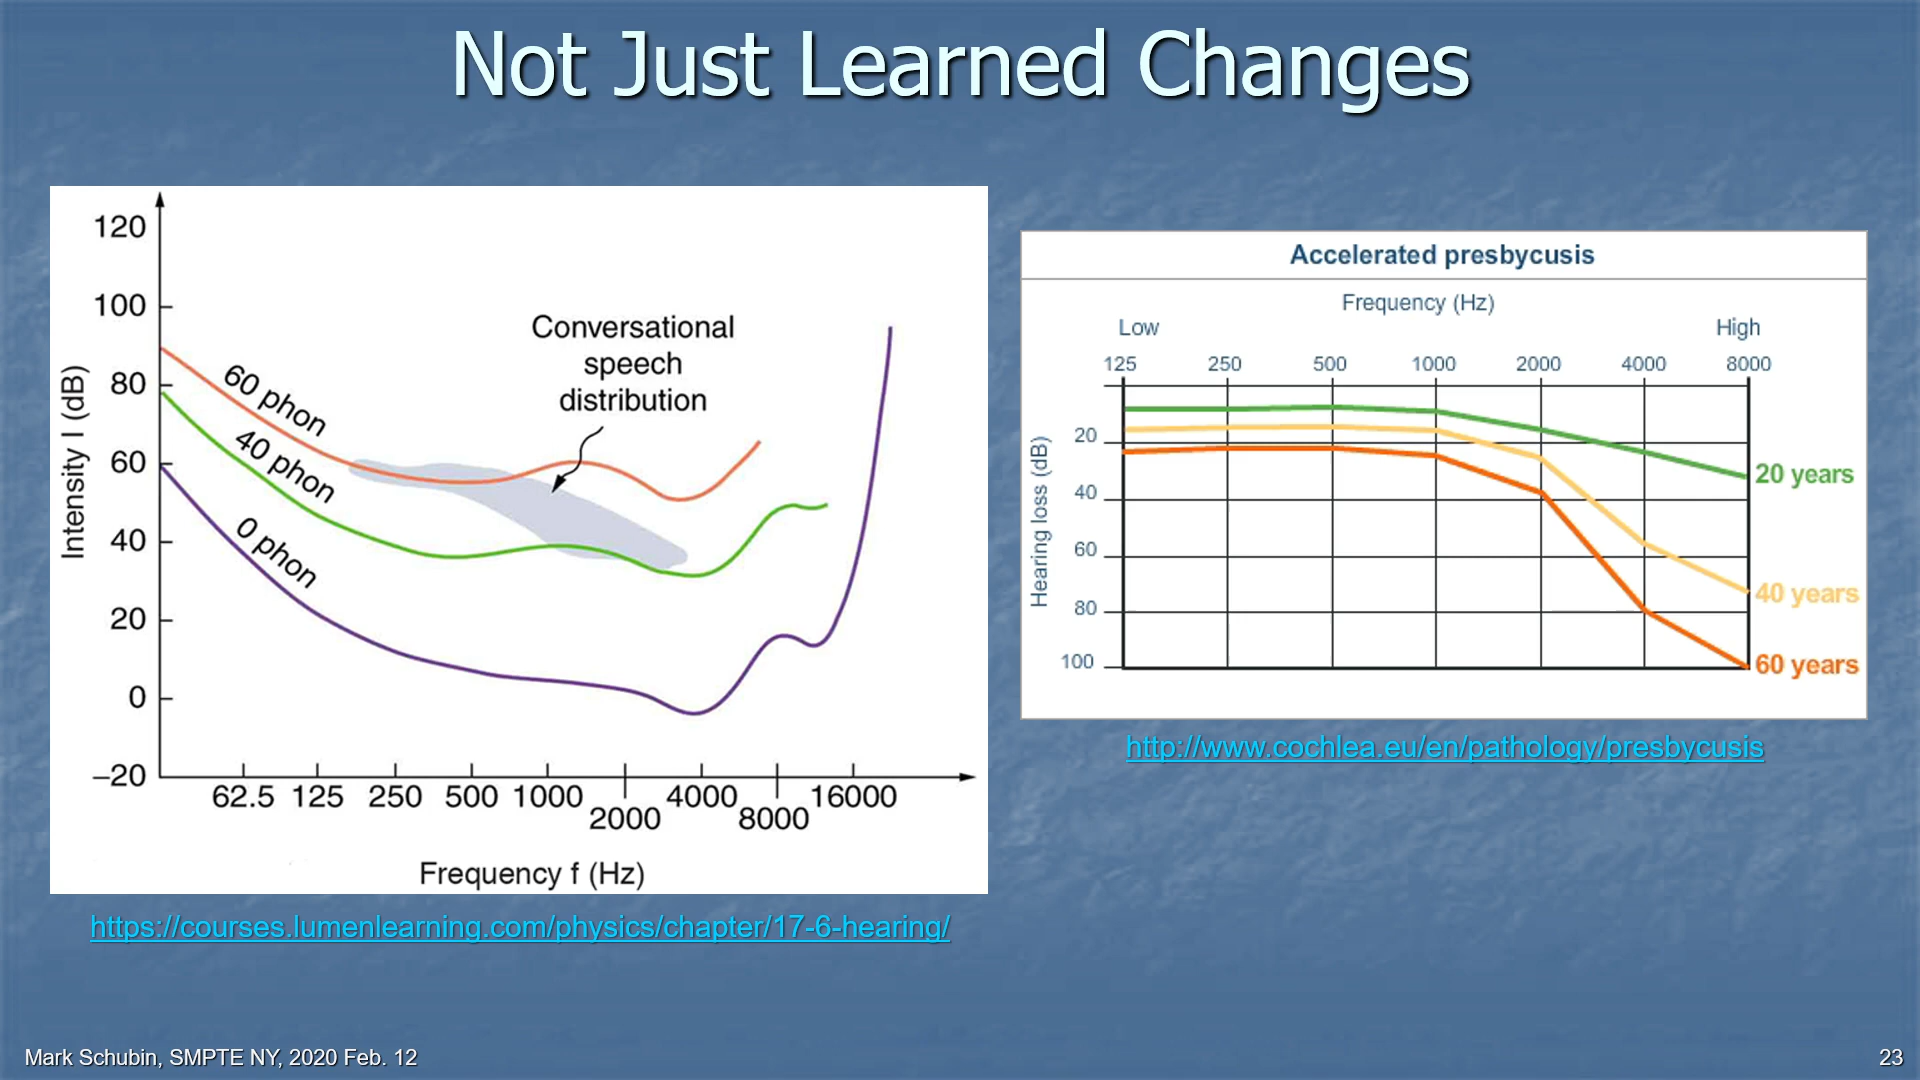 Not Just Learned Changes
120
100
80
60
40
20
0
–20
Intensity I (dB)
60 phon
40 phon
0 phon
Conversational
speech
distribution
62.5 125 250 500 1000 2000 4000 8000 16000
Frequency f (Hz)
https://courses.lumenlearning.com/physics/chapter/17-6-hearing/
Accelerated presbycusis
Frequency (Hz)
Low High
125 250 500 1000 2000 4000 8000
Hearing loss (dB)
20
40
60
80
100
20 years
40 years
60 years
http://www.cochlea.eu/en/pathology/presbycusis
Mark Schubin, SMPTE NY, 2020 Feb. 12
23